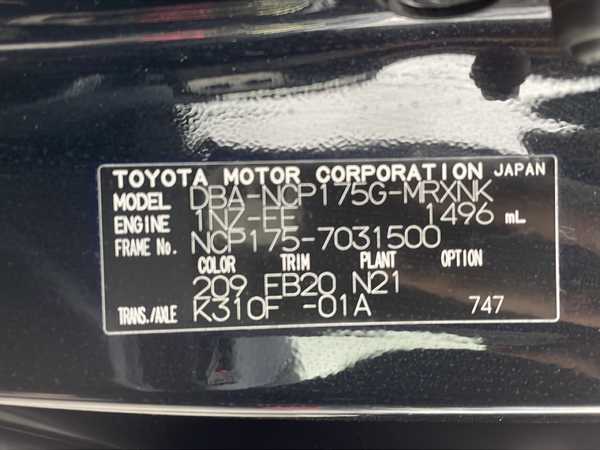 TOYOTA MOTOR CORPORATION JAPAN
MODEL DBA-NCP175G-MRXNK
ENGINE 1NZ-FE 1496 mL
FRAME No. NCP175-7031500
COLOR TRIM PLANT OPTION
209 FB20 N21
TRANS./AXLE K310F -01A 747